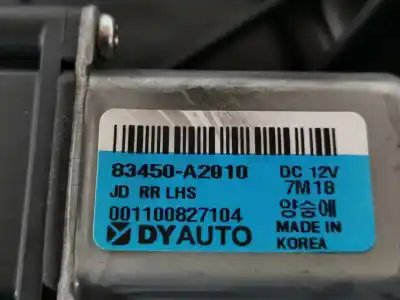 83450-A2010 DC 12V
JD RR LHS 7M18
001100827104 양승애
DYAUTO MADE IN
KOREA